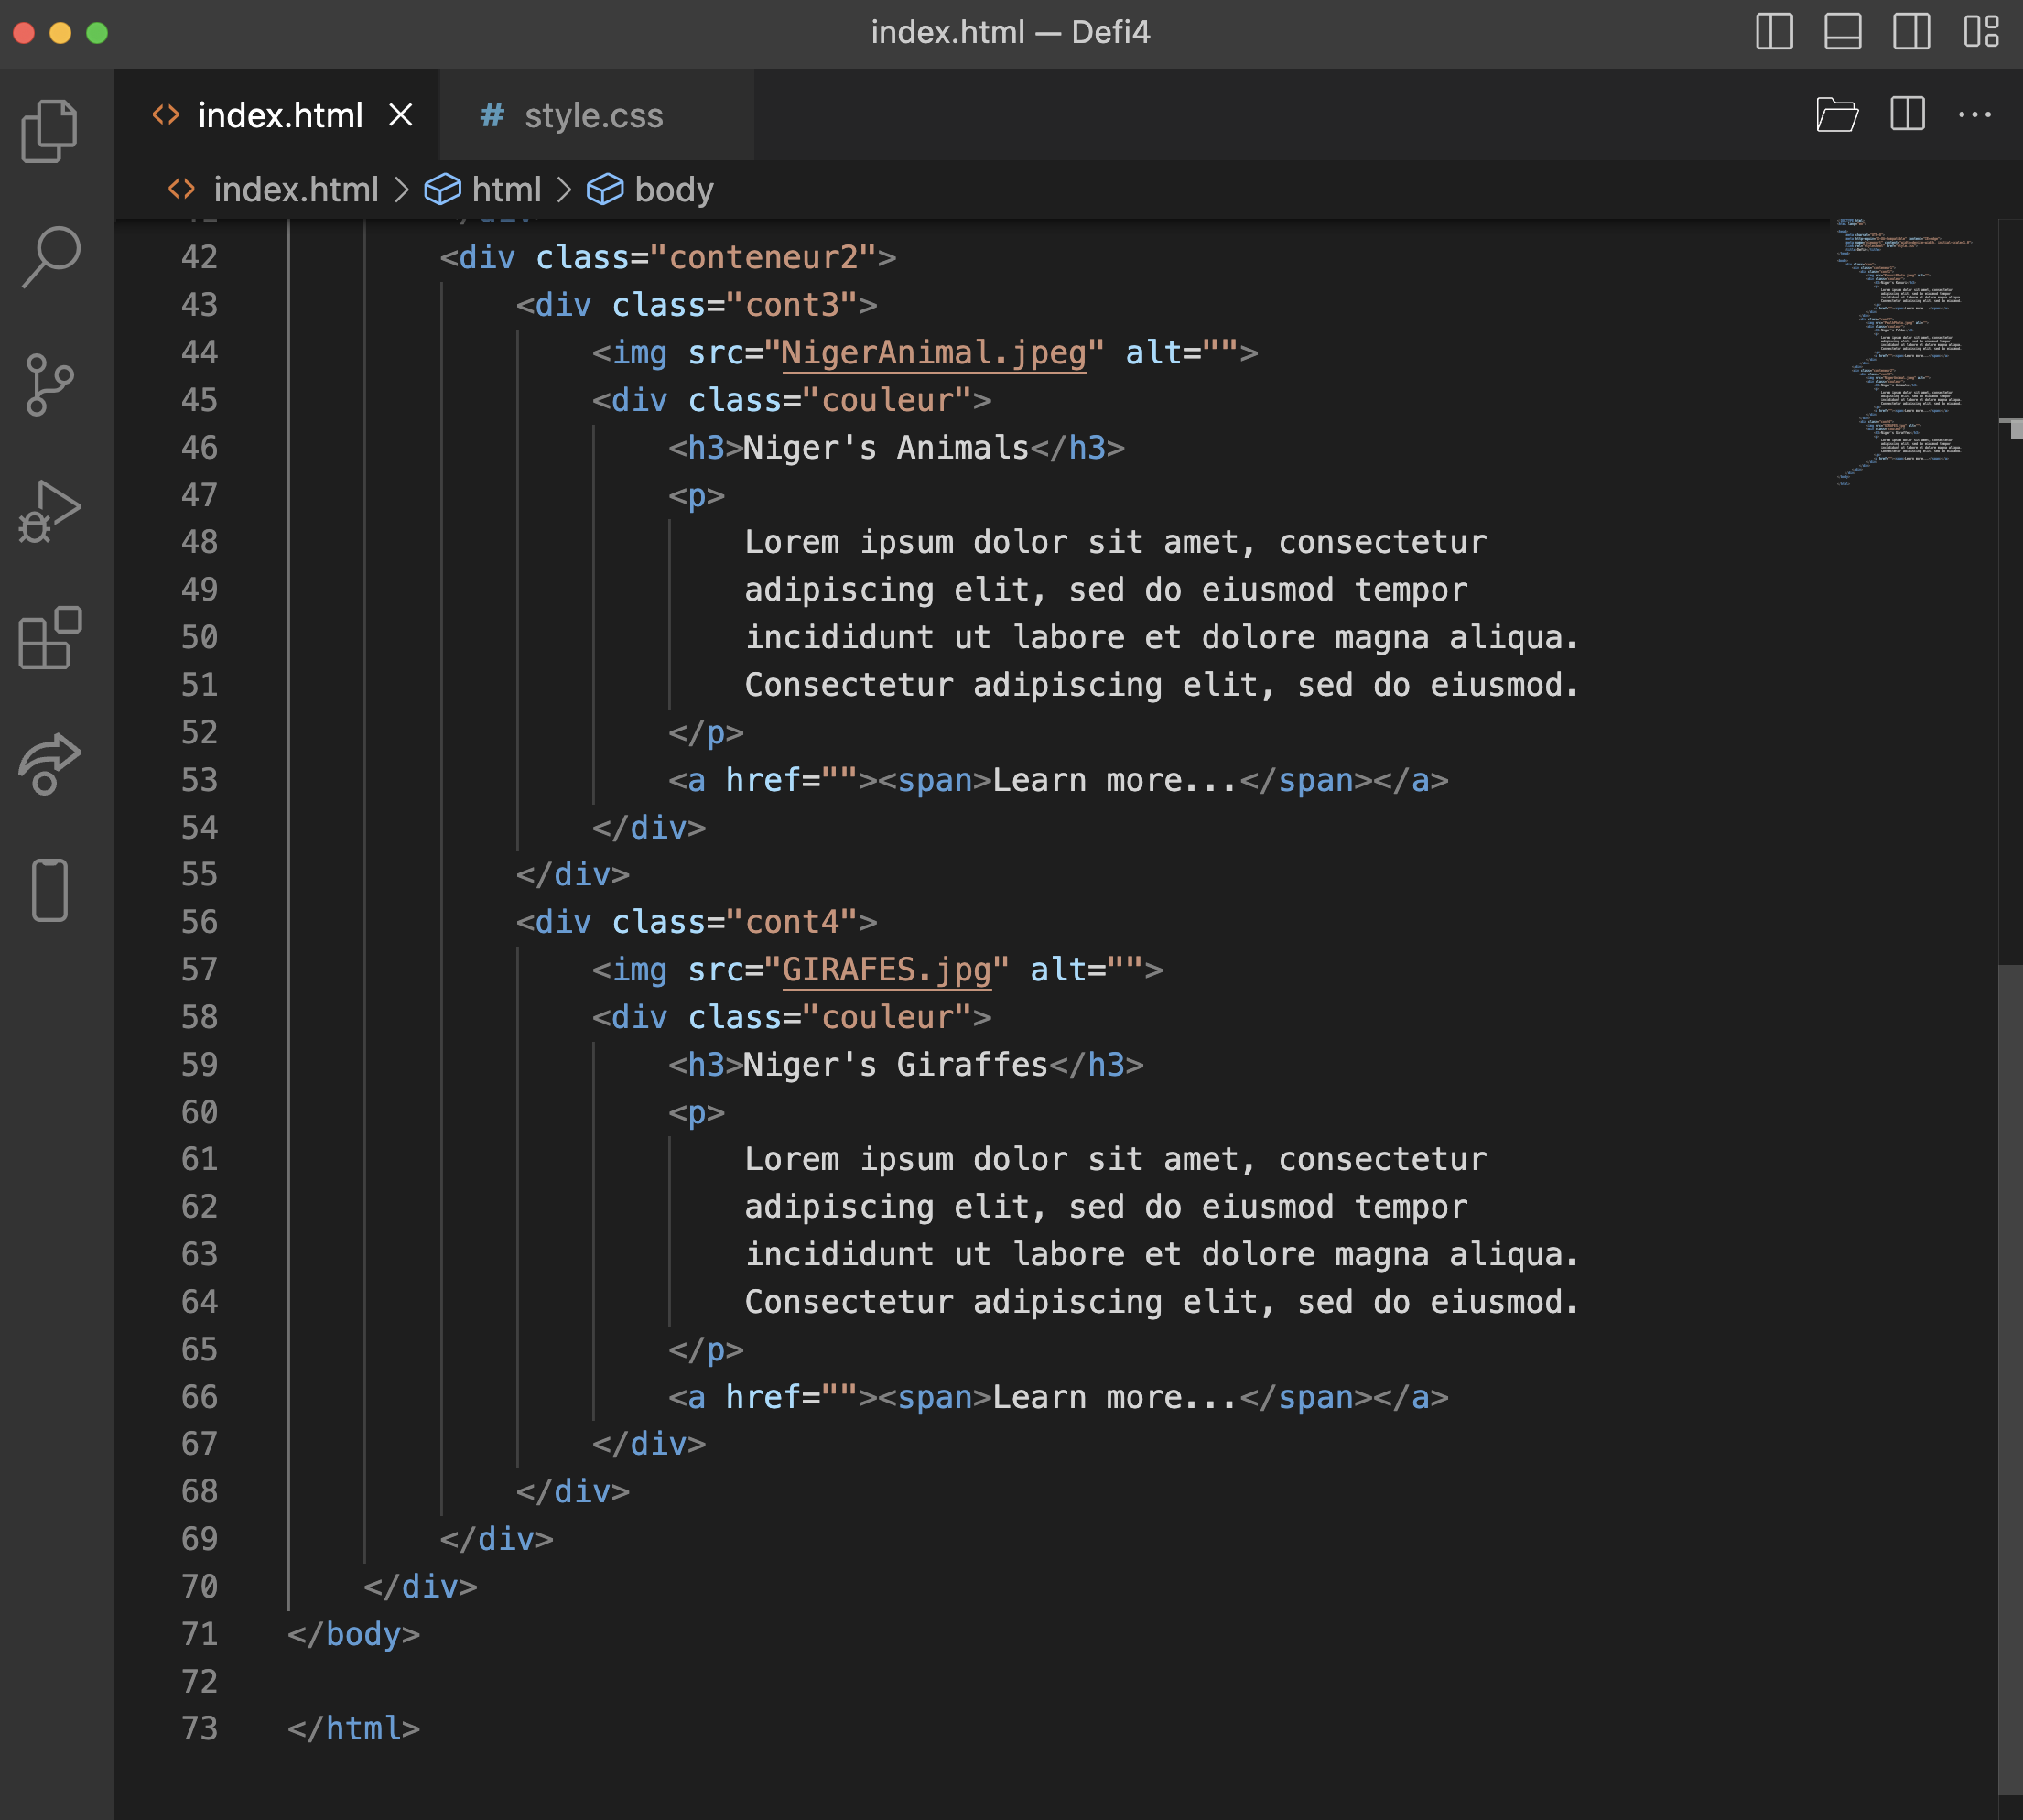 index.html — Defi4
index.html
style.css
index.html > html > body
42 <div class="conteneur2">
43 <div class="cont3">
44 <img src="NigerAnimal.jpeg" alt="">
45 <div class="couleur">
46 <h3>Niger's Animals</h3>
47 <p>
48 Lorem ipsum dolor sit amet, consectetur
49 adipiscing elit, sed do eiusmod tempor
50 incididunt ut labore et dolore magna aliqua.
51 Consectetur adipiscing elit, sed do eiusmod.
52 </p>
53 <a href=""><span>Learn more...</span></a>
54 </div>
55 </div>
56 <div class="cont4">
57 <img src="GIRAFES.jpg" alt="">
58 <div class="couleur">
59 <h3>Niger's Giraffes</h3>
60 <p>
61 Lorem ipsum dolor sit amet, consectetur
62 adipiscing elit, sed do eiusmod tempor
63 incididunt ut labore et dolore magna aliqua.
64 Consectetur adipiscing elit, sed do eiusmod.
65 </p>
66 <a href=""><span>Learn more...</span></a>
67 </div>
68 </div>
69 </div>
70 </div>
71 </body>
72
73 </html>